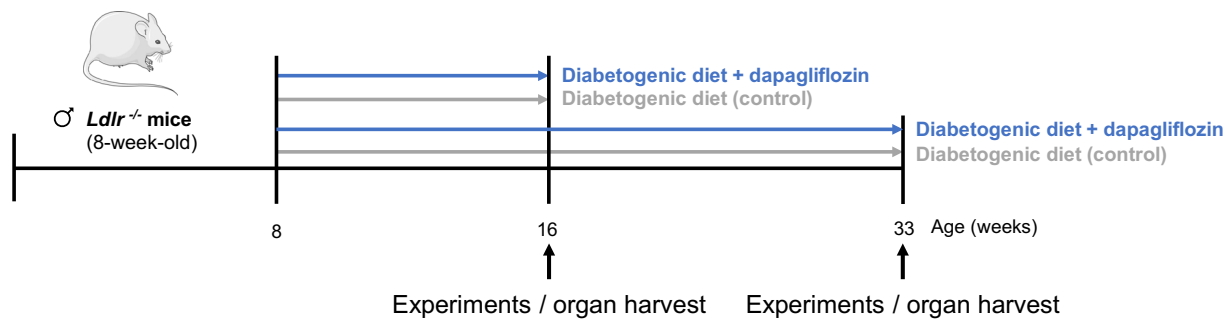 Diabetogenic diet + dapagliflozin
Diabetogenic diet (control)
♂ Ldlr -/- mice
(8-week-old)
Diabetogenic diet + dapagliflozin
Diabetogenic diet (control)
8 16 33 Age (weeks)
Experiments / organ harvest Experiments / organ harvest